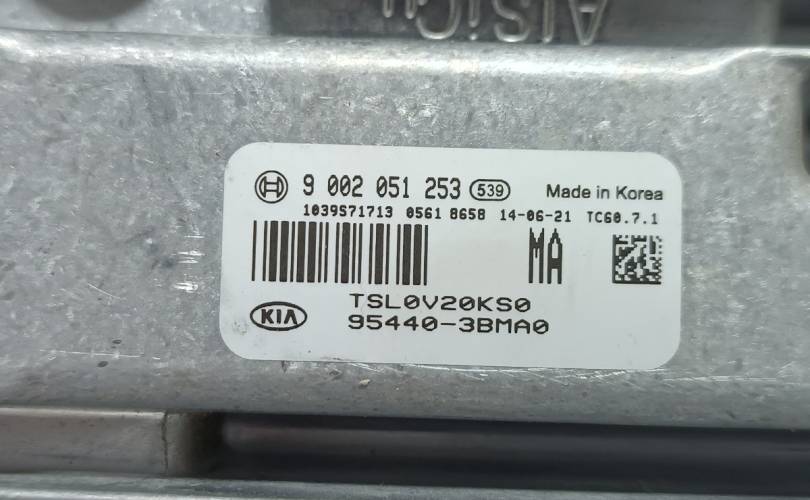 AlSiCu
9 002 051 253 539 Made in Korea
1039S71713 0561 8658 14-06-21 TC60.7.1
MA
TSL0V20KS0
KIA 95440-3BMA0